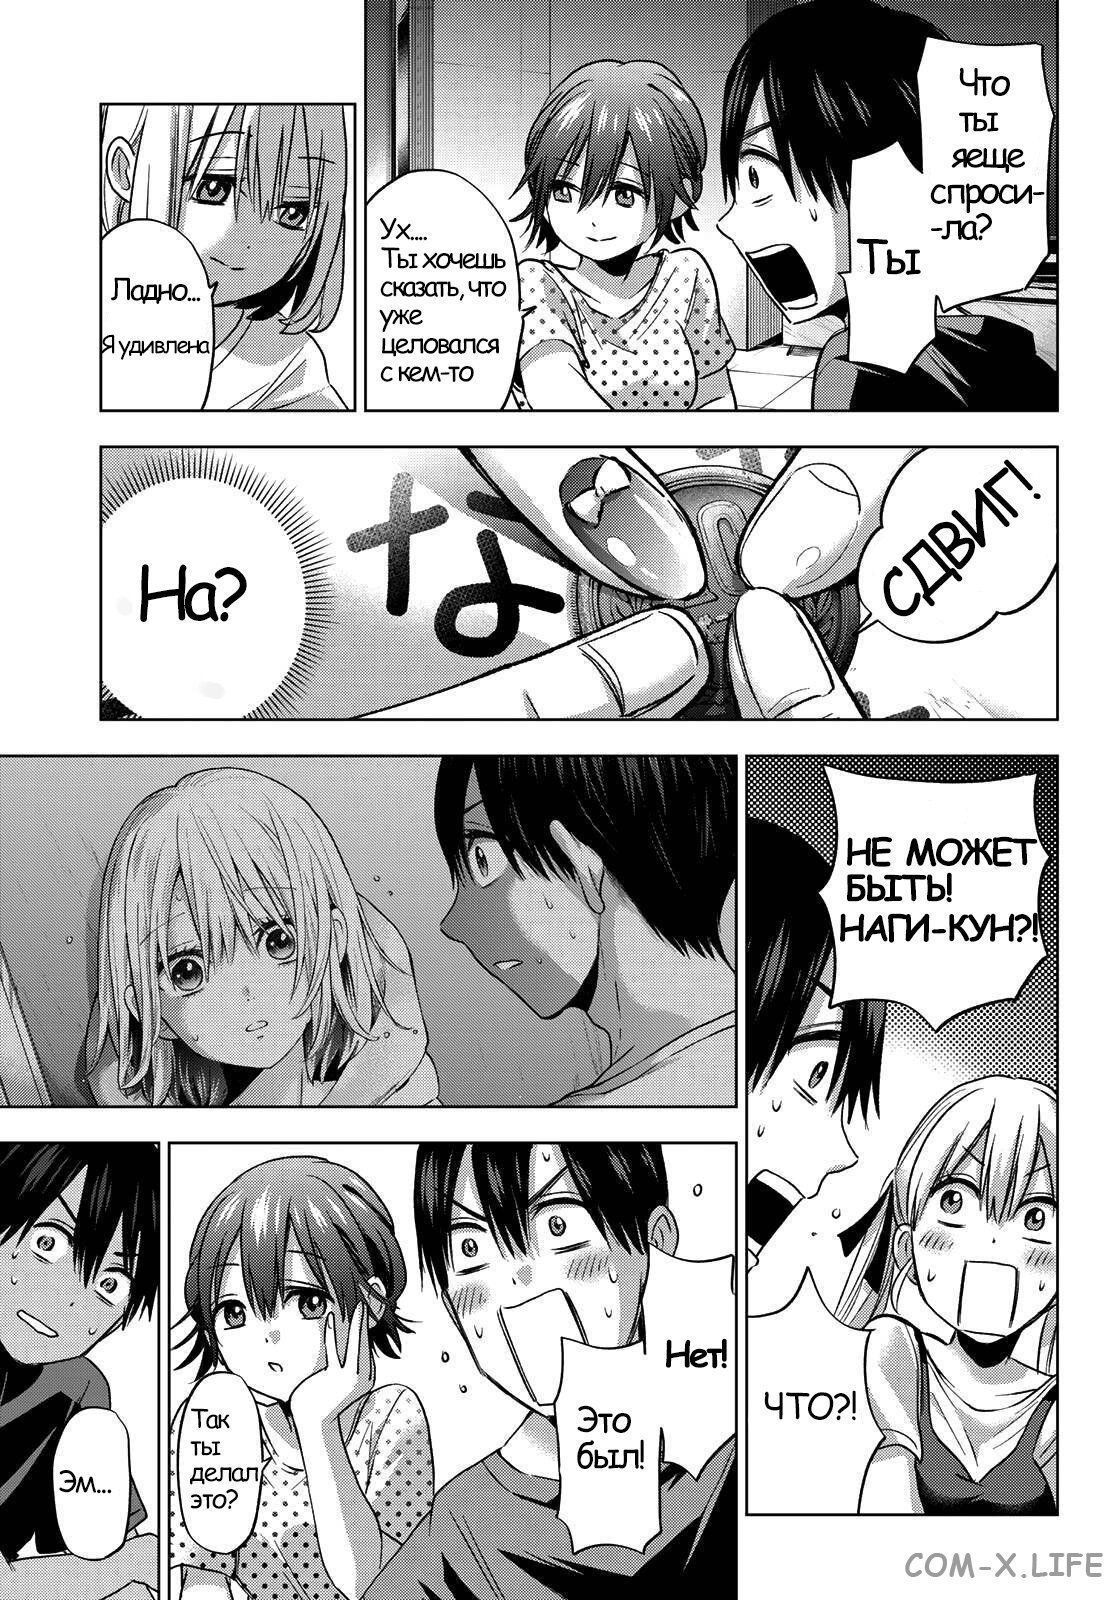 Что
ты
яеще
спроси-
-ла?
Ты
Ух....
Ты хочешь
сказать, что
уже
целовался
с кем-то
Ладно...
Я удивлена
СДВИГ!
な
На?
НЕ МОЖЕТ
БЫТЬ!
НАГИ-КУН?!
ЧТО?!
Нет!
Это
был!
Так
ты
делал
это?
Эм...
COM-X.LIFE